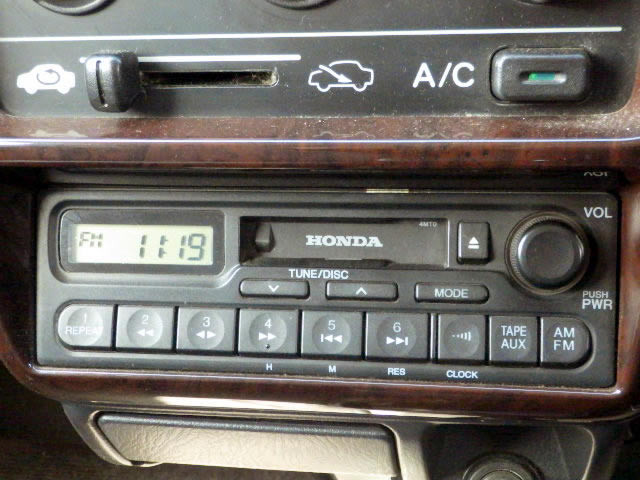 A/C
VOL
FM 11:19
HONDA
4MT0
TUNE/DISC
MODE
PUSH
PWR
1 2 3 4 5 6
REPEAT
TAPE AUX
AM FM
H M RES CLOCK